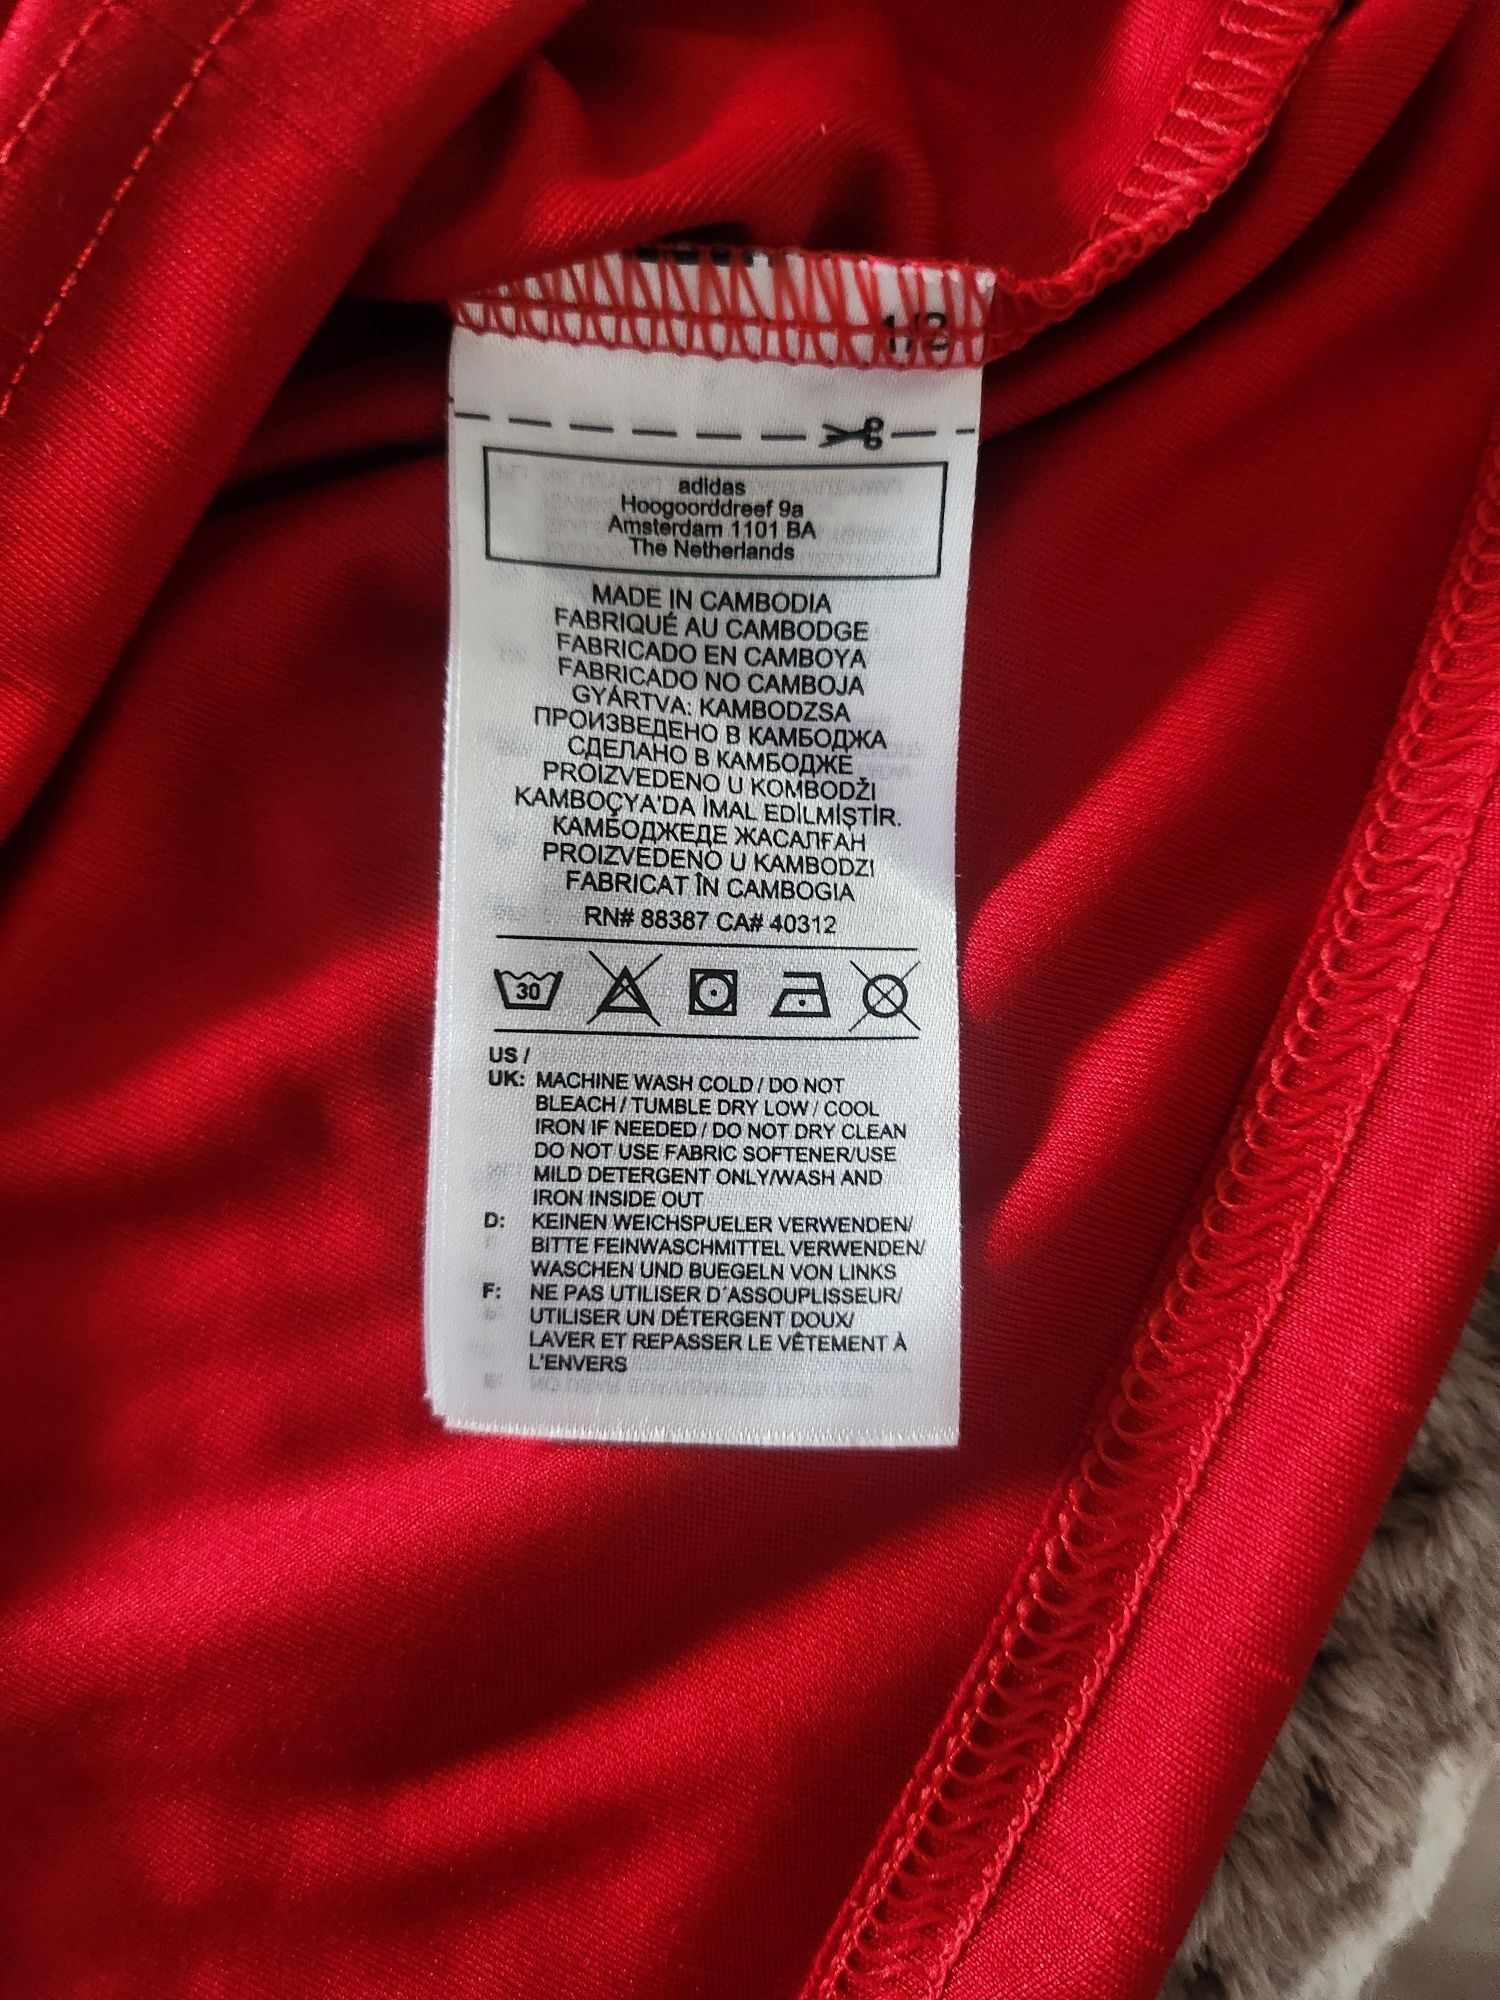 1/2
adidas
Hoogoorddreef 9a
Amsterdam 1101 BA
The Netherlands
MADE IN CAMBODIA
FABRIQUÉ AU CAMBODGE
FABRICADO EN CAMBOYA
FABRICADO NO CAMBOJA
GYÁRTVA: KAMBODZSA
ПРОИЗВЕДЕНО В КАМБОДЖА
СДЕЛАНО В КАМБОДЖЕ
PROIZVEDENO U KOMBODŽI
KAMBOÇYA'DA İMAL EDİLMİŞTİR.
КАМБОДЖЕДЕ ЖАСАЛҒАН
PROIZVEDENO U KAMBODZI
FABRICAT ÎN CAMBOGIA
RN# 88387 CA# 40312
30
US /
UK: MACHINE WASH COLD / DO NOT
BLEACH / TUMBLE DRY LOW / COOL
IRON IF NEEDED / DO NOT DRY CLEAN
DO NOT USE FABRIC SOFTENER/USE
MILD DETERGENT ONLY/WASH AND
IRON INSIDE OUT
D: KEINEN WEICHSPUELER VERWENDEN/
BITTE FEINWASCHMITTEL VERWENDEN/
WASCHEN UND BUEGELN VON LINKS
F: NE PAS UTILISER D´ASSOUPLISSEUR/
UTILISER UN DÉTERGENT DOUX/
LAVER ET REPASSER LE VÊTEMENT À
L'ENVERS